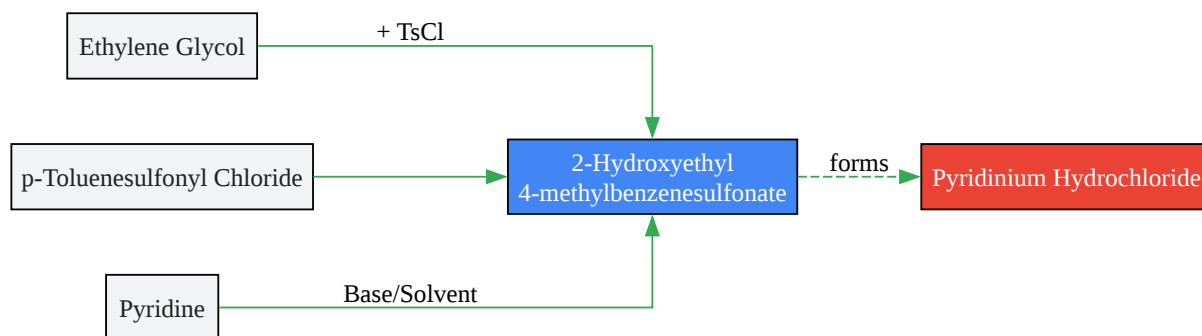 Ethylene Glycol
+ TsCl
p-Toluenesulfonyl Chloride
2-Hydroxyethyl
4-methylbenzenesulfonate
forms
Pyridinium Hydrochloride
Pyridine
Base/Solvent